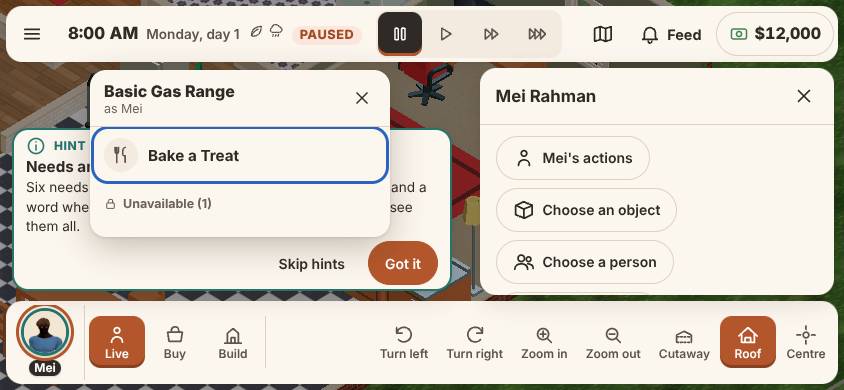 8:00 AM Monday, day 1 PAUSED Feed $12,000
Basic Gas Range
as Mei
Bake a Treat
Unavailable (1)
HINT
Needs
Six needs and a
word see
them all.
Skip hints Got it
Mei Rahman
Mei's actions
Choose an object
Choose a person
Mei
Live Buy Build Turn left Turn right Zoom in Zoom out Cutaway Roof Centre